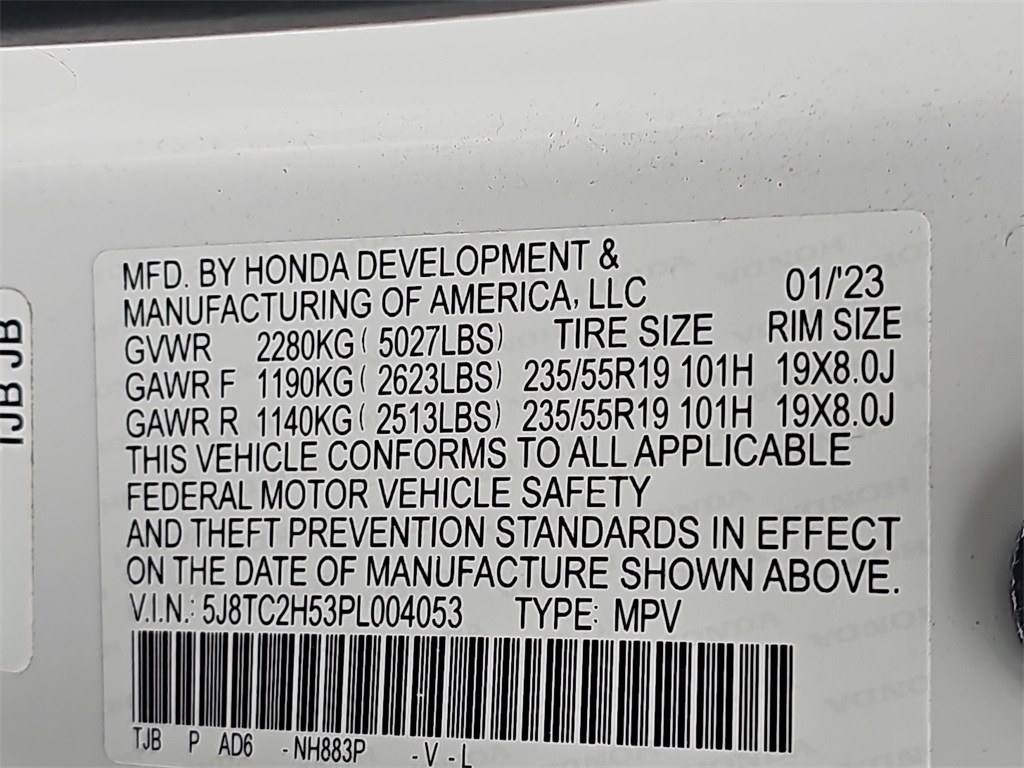 MFD. BY HONDA DEVELOPMENT &
MANUFACTURING OF AMERICA, LLC 01/'23
GVWR 2280KG ( 5027LBS) TIRE SIZE RIM SIZE
GAWR F 1190KG ( 2623LBS) 235/55R19 101H 19X8.0J
GAWR R 1140KG ( 2513LBS) 235/55R19 101H 19X8.0J
THIS VEHICLE CONFORMS TO ALL APPLICABLE
FEDERAL MOTOR VEHICLE SAFETY
AND THEFT PREVENTION STANDARDS IN EFFECT
ON THE DATE OF MANUFACTURE SHOWN ABOVE.
V.I.N.: 5J8TC2H53PL004053 TYPE: MPV
TJB P AD6 -NH883P -V-L
TJB JB